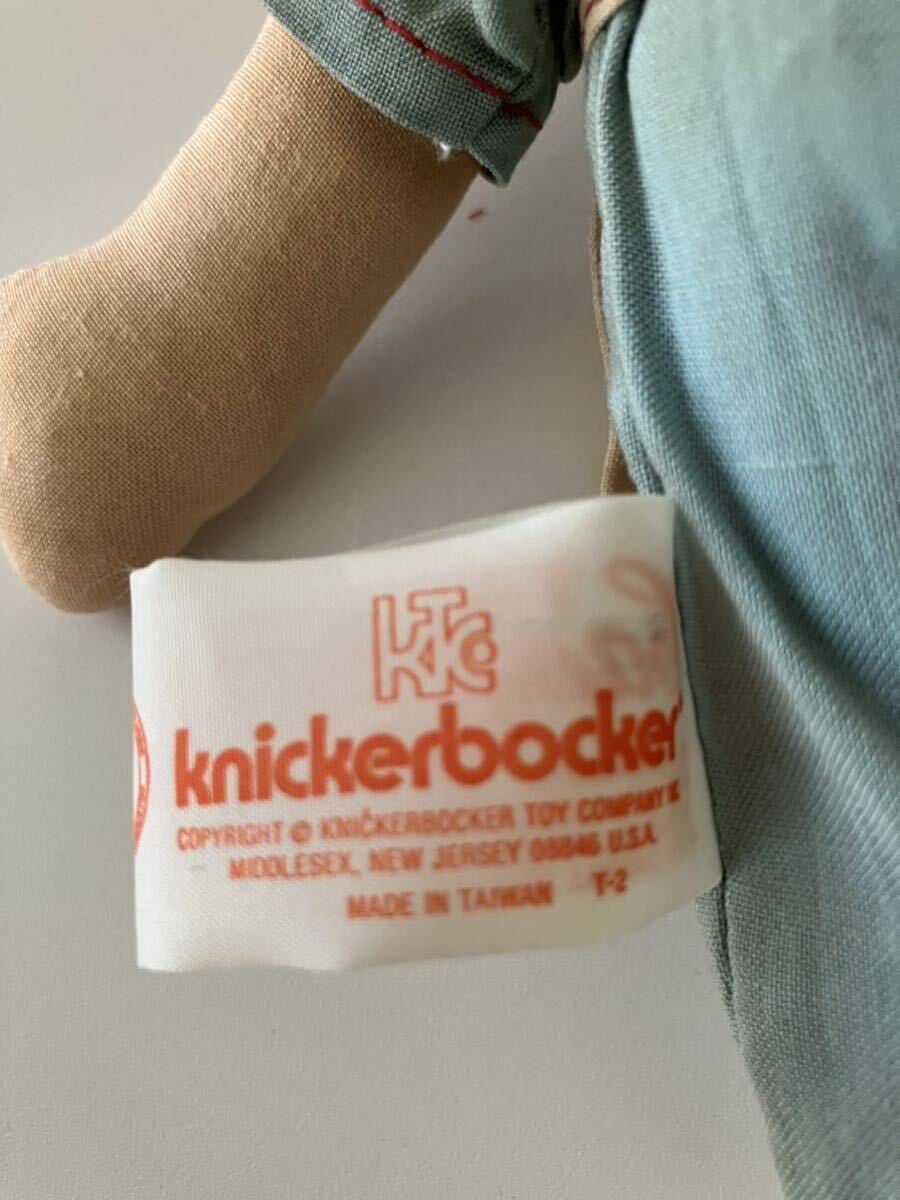 KTC
knickerbocker
COPYRIGHT © KNICKERBOCKER TOY COMPANY
MIDDLESEX, NEW JERSEY 08846 U.S.A.
MADE IN TAIWAN T-2